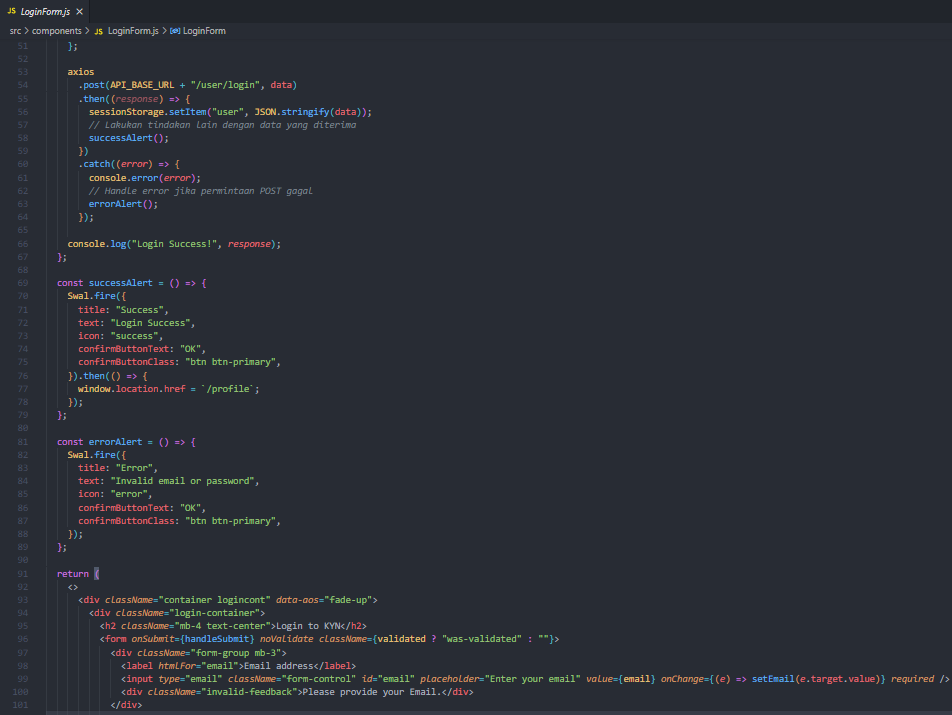 JS LoginForm.js ×
src > components > JS LoginForm.js > LoginForm
51 };
52
53 axios
54 .post(API_BASE_URL + "/user/login", data)
55 .then((response) => {
56 sessionStorage.setItem("user", JSON.stringify(data));
57 // Lakukan tindakan lain dengan data yang diterima
58 successAlert();
59 })
60 .catch((error) => {
61 console.error(error);
62 // Handle error jika permintaan POST gagal
63 errorAlert();
64 });
65
66 console.log("Login Success!", response);
67 };
68
69 const successAlert = () => {
70 Swal.fire({
71 title: "Success",
72 text: "Login Success",
73 icon: "success",
74 confirmButtonText: "OK",
75 confirmButtonClass: "btn btn-primary",
76 }).then(() => {
77 window.location.href = `/profile`;
78 });
79 };
80
81 const errorAlert = () => {
82 Swal.fire({
83 title: "Error",
84 text: "Invalid email or password",
85 icon: "error",
86 confirmButtonText: "OK",
87 confirmButtonClass: "btn btn-primary",
88 });
89 };
90
91 return (
92 <>
93 <div className="container logincont" data-aos="fade-up">
94 <div className="login-container">
95 <h2 className="mb-4 text-center">Login to KYN</h2>
96 <form onSubmit={handleSubmit} noValidate className={validated ? "was-validated" : ""}>
97 <div className="form-group mb-3">
98 <label htmlFor="email">Email address</label>
99 <input type="email" className="form-control" id="email" placeholder="Enter your email" value={email} onChange={(e) => setEmail(e.target.value)} required />
100 <div className="invalid-feedback">Please provide your Email.</div>
101 </div>